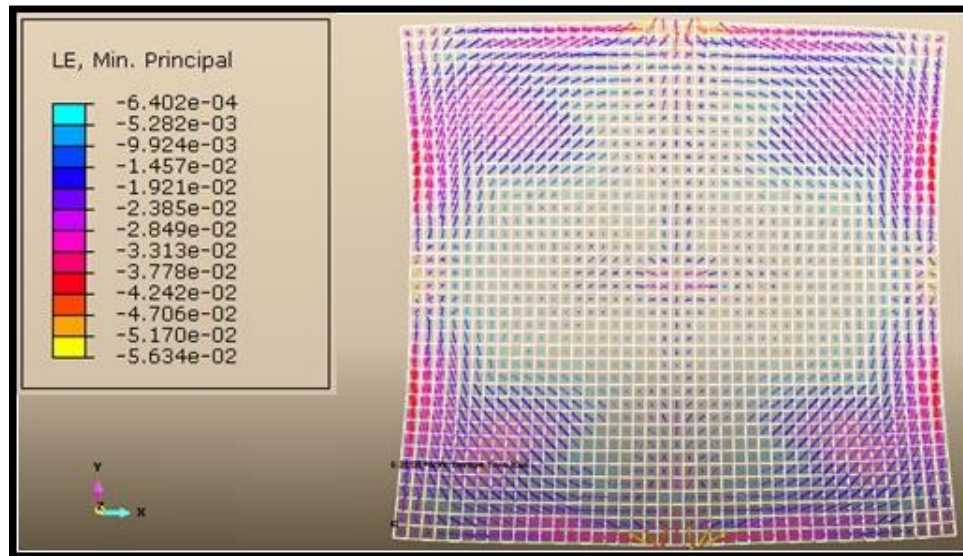 LE, Min. Principal
-6.402e-04
-5.282e-03
-9.924e-03
-1.457e-02
-1.921e-02
-2.385e-02
-2.849e-02
-3.313e-02
-3.778e-02
-4.242e-02
-4.706e-02
-5.170e-02
-5.634e-02
Y
X